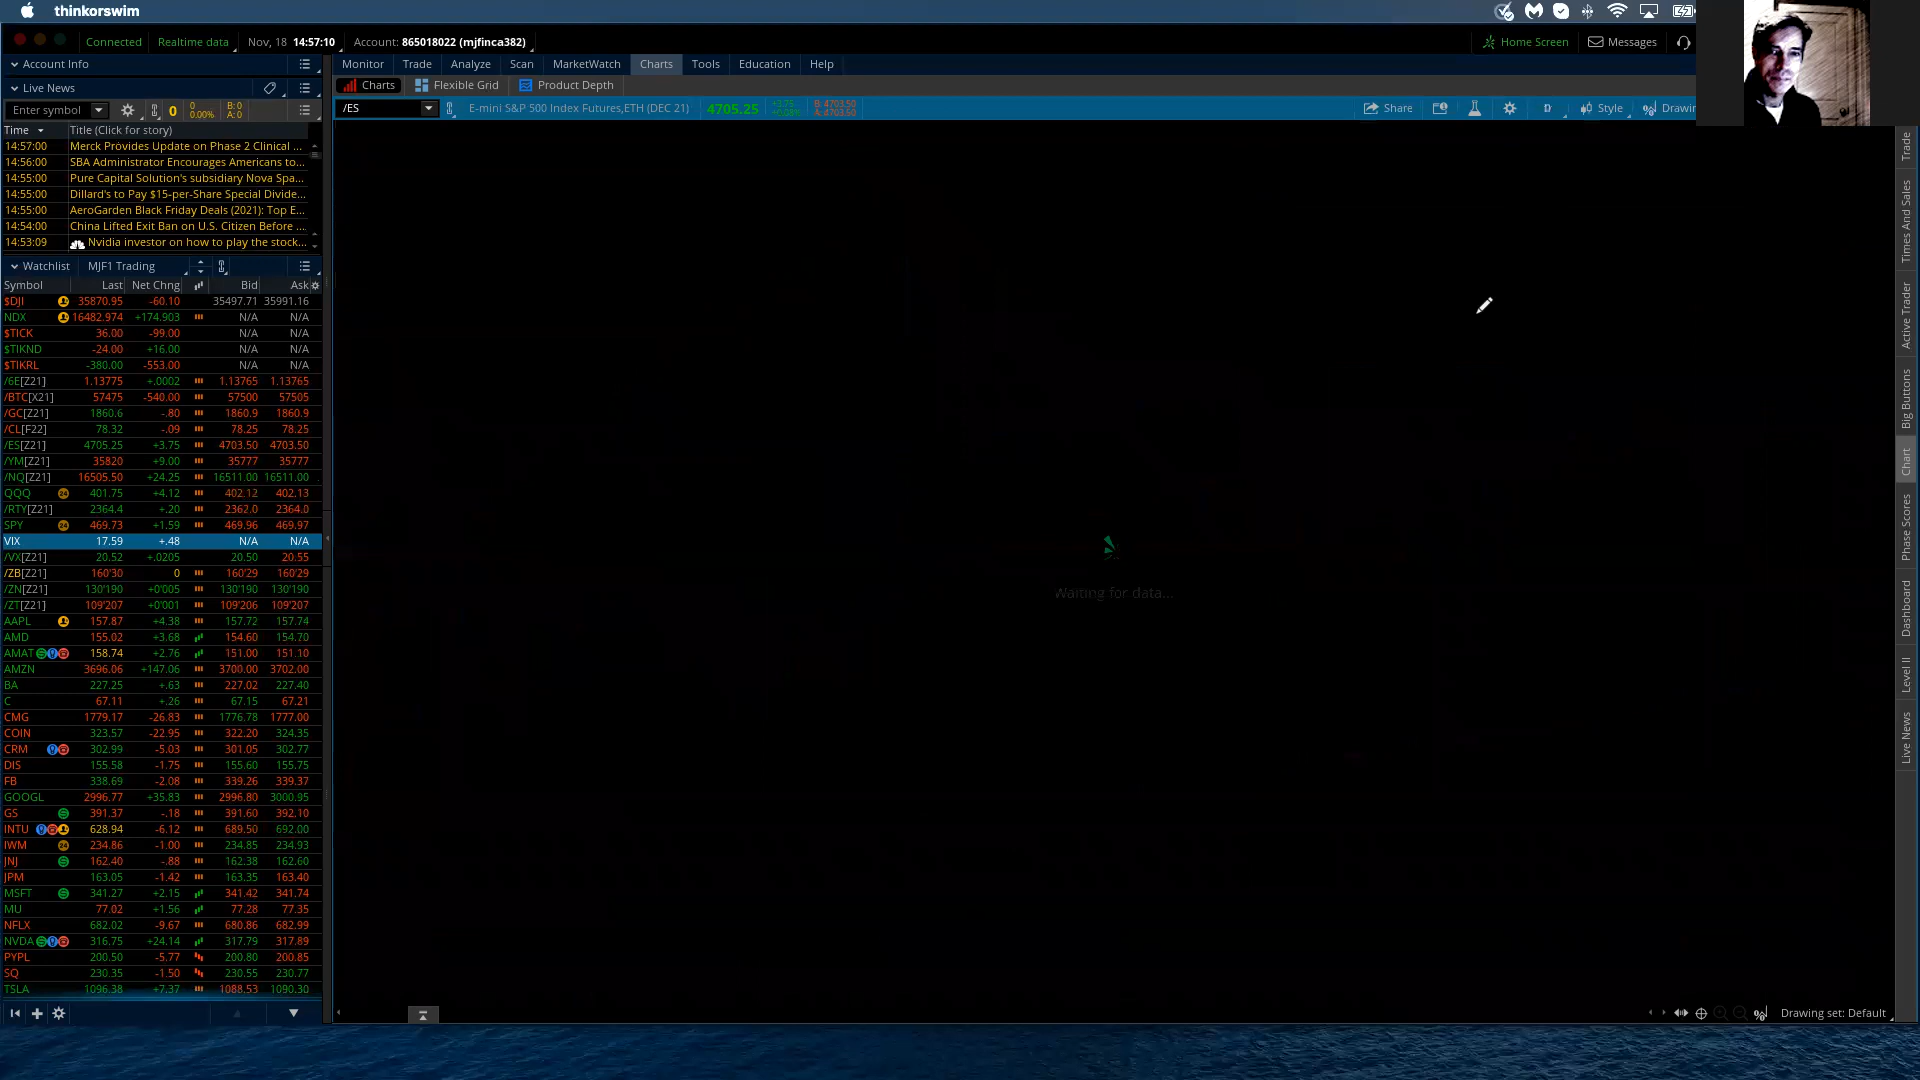 thinkorswim
Connected Realtime data Nov, 18 14:57:10 Account: 865018022 (mjfinca382) Home Screen Messages
Account Info Monitor Trade Analyze Scan MarketWatch Charts Tools Education Help
Live News Charts Flexible Grid Product Depth
Enter symbol 0 0 0.00% B: 0 A: 0 /ES E-mini S&P 500 Index Futures,ETH (DEC 21) 4705.25 +3.75 B: 4703.50 A: 4703.50 Share D Style Drawin
Time Title (Click for story)
14:57:00 Merck Provides Update on Phase 2 Clinical ...
14:56:00 SBA Administrator Encourages Americans to...
14:55:00 Pure Capital Solution's subsidiary Nova Spa...
14:55:00 Dillard's to Pay $15-per-Share Special Divide...
14:55:00 AeroGarden Black Friday Deals (2021): Top E...
14:54:00 China Lifted Exit Ban on U.S. Citizen Before ...
14:53:09 Nvidia investor on how to play the stock...
Watchlist MJF1 Trading
Symbol Last Net Chng Bid Ask
$DJI 35870.95 -60.10 35497.71 35991.16
NDX 16482.974 +174.903 N/A N/A
$TICK 36.00 -99.00 N/A N/A
$TIKND -24.00 +16.00 N/A N/A
$TIKRL -380.00 -553.00 N/A N/A
/6E[Z21] 1.13775 +.0002 1.13765 1.13765
/BTC[X21] 57475 -540.00 57500 57505
/GC[Z21] 1860.6 -.80 1860.9 1860.9
/CL[F22] 78.32 -.09 78.25 78.25
/ES[Z21] 4705.25 +3.75 4703.50 4703.50
/YM[Z21] 35820 +9.00 35777 35777
/NQ[Z21] 16505.50 +24.25 16511.00 16511.00
QQQ 401.75 +4.12 402.12 402.13
/RTY[Z21] 2364.4 +.20 2362.0 2364.0
SPY 469.73 +1.59 469.96 469.97
VIX 17.59 +.48 N/A N/A
/VX[Z21] 20.52 +.0205 20.50 20.55
/ZB[Z21] 160'30 0 160'29 160'29
/ZN[Z21] 130'190 +0'005 130'190 130'190
/ZT[Z21] 109'207 +0'001 109'206 109'207
AAPL 157.87 +4.38 157.72 157.74
AMD 155.02 +3.68 154.60 154.70
AMAT 158.74 +2.76 151.00 151.10
AMZN 3696.06 +147.06 3700.00 3702.00
BA 227.25 +.63 227.02 227.40
C 67.11 +.26 67.15 67.21
CMG 1779.17 -26.83 1776.78 1777.00
COIN 323.57 -22.95 322.20 324.35
CRM 302.99 -5.03 301.05 302.77
DIS 155.58 -1.75 155.60 155.75
FB 338.69 -2.08 339.26 339.37
GOOGL 2996.77 +35.83 2996.80 3000.95
GS 391.37 -.18 391.60 392.10
INTU 628.94 -6.12 689.50 692.00
IWM 234.86 -1.00 234.85 234.93
JNJ 162.40 -.88 162.38 162.60
JPM 163.05 -1.42 163.35 163.40
MSFT 341.27 +2.15 341.42 341.74
MU 77.02 +1.56 77.28 77.35
NFLX 682.02 -9.67 680.86 682.99
NVDA 316.75 +24.14 317.79 317.89
PYPL 200.50 -5.77 200.80 200.85
SQ 230.35 -1.50 230.55 230.77
TSLA 1096.38 +7.37 1088.53 1090.30
Waiting for data...
Drawing set: Default
Trade
Times And Sales
Active Trader
Big Buttons
Chart
Phase Scores
Dashboard
Level II
Live News